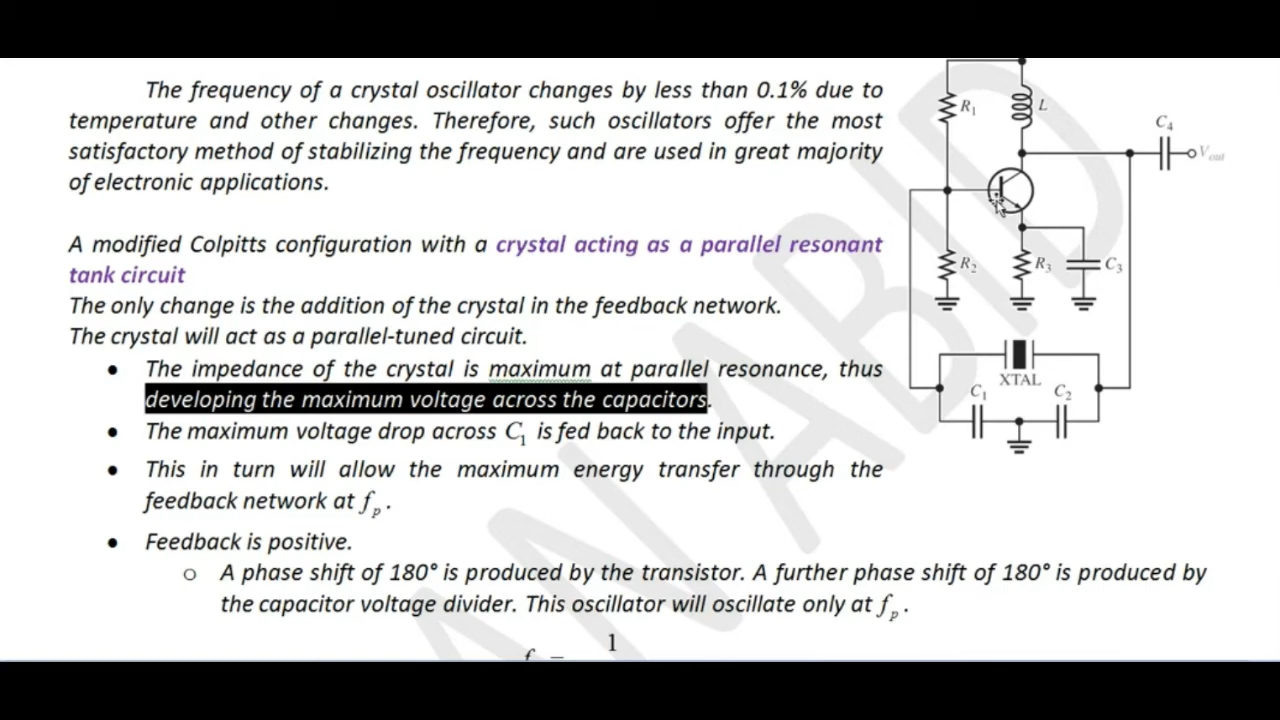 The frequency of a crystal oscillator changes by less than 0.1% due to
temperature and other changes. Therefore, such oscillators offer the most
satisfactory method of stabilizing the frequency and are used in great majority
of electronic applications.
A modified Colpitts configuration with a crystal acting as a parallel resonant
tank circuit
The only change is the addition of the crystal in the feedback network.
The crystal will act as a parallel-tuned circuit.
• The impedance of the crystal is maximum at parallel resonance, thus
developing the maximum voltage across the capacitors.
• The maximum voltage drop across C₁ is fed back to the input.
• This in turn will allow the maximum energy transfer through the
feedback network at fₚ.
• Feedback is positive.
o A phase shift of 180° is produced by the transistor. A further phase shift of 180° is produced by
the capacitor voltage divider. This oscillator will oscillate only at fₚ.
1
R₁
L
C₄
V_out
R₂
R₃
C₃
XTAL
C₁
C₂